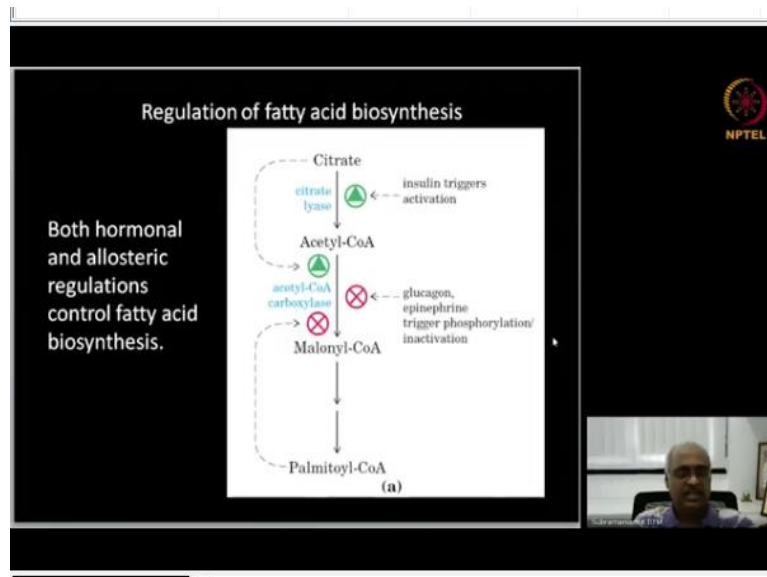 NPTEL
Regulation of fatty acid biosynthesis
Both hormonal
and allosteric
regulations
control fatty acid
biosynthesis.
Citrate
citrate
lyase
insulin triggers
activation
Acetyl-CoA
acetyl-CoA
carboxylase
glucagon,
epinephrine
trigger phosphorylation/
inactivation
Malonyl-CoA
Palmitoyl-CoA
(a)